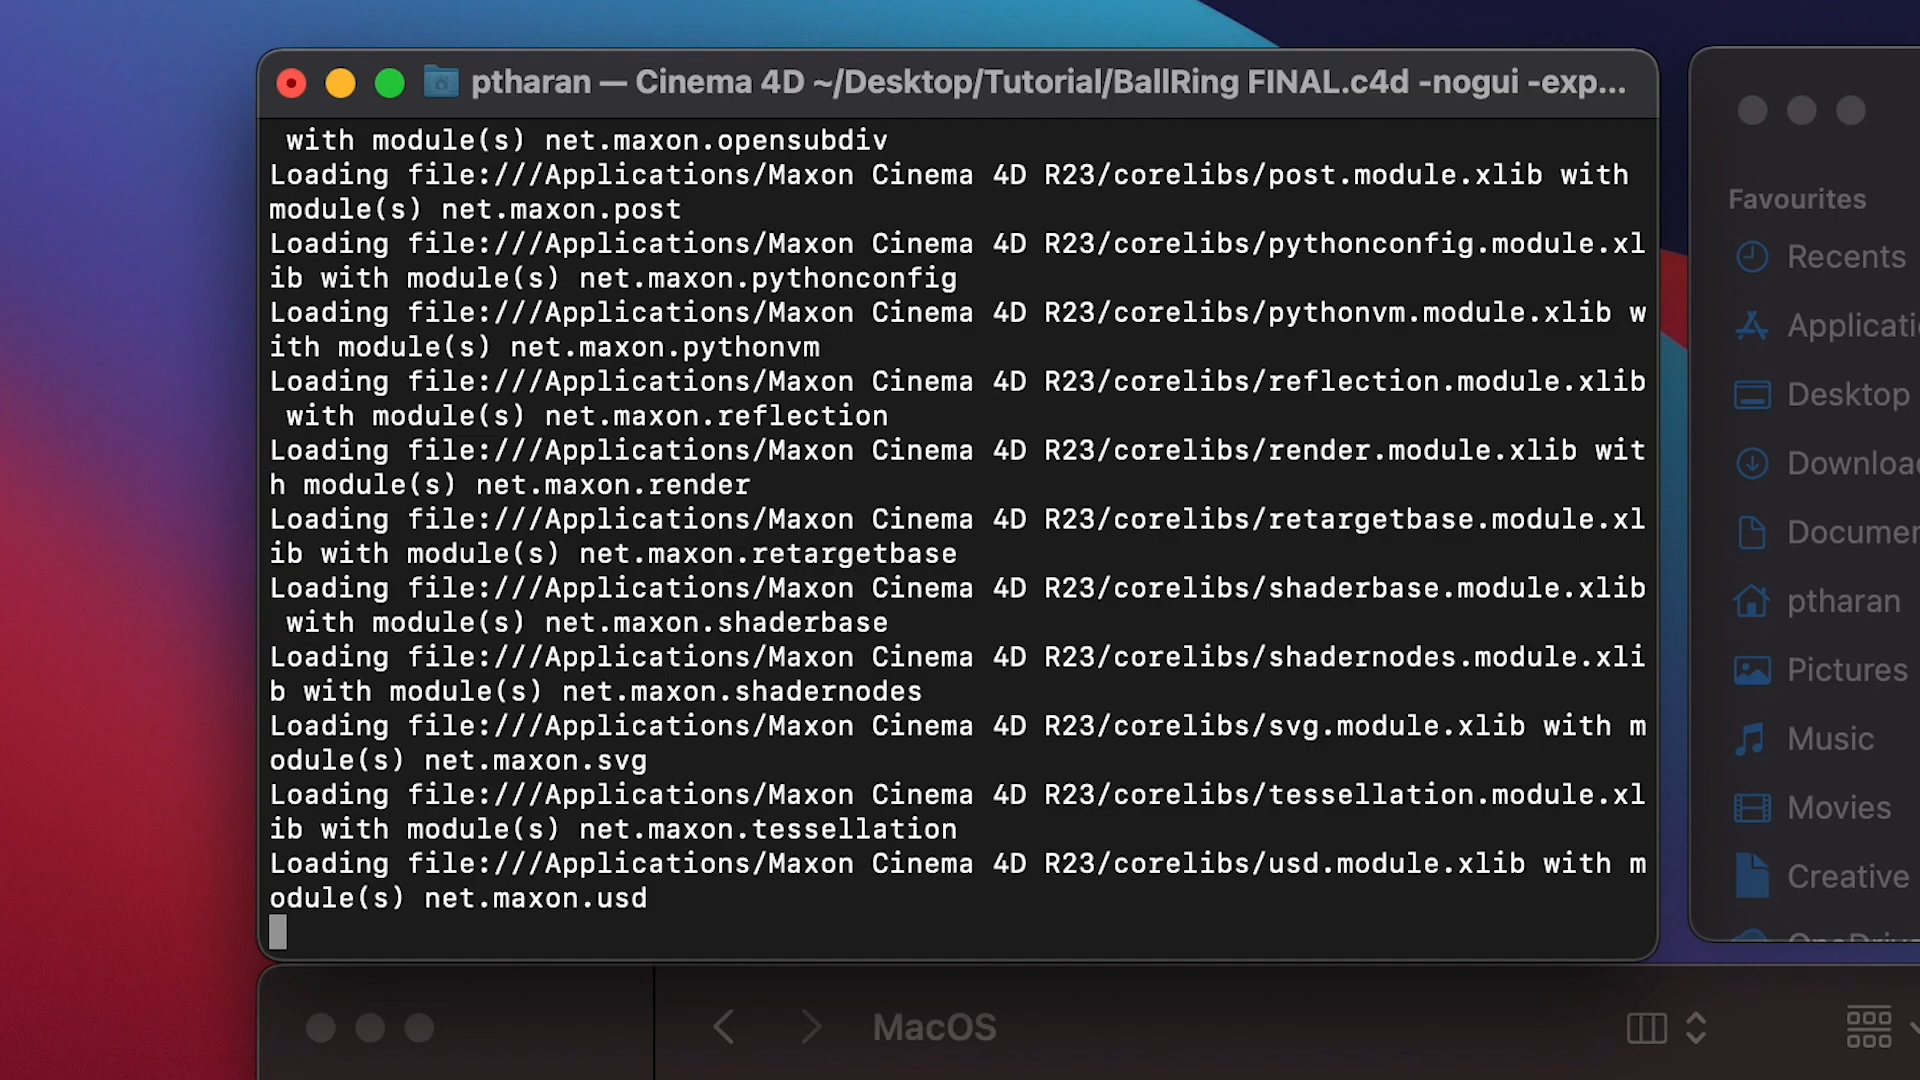 ptharan — Cinema 4D ~/Desktop/Tutorial/BallRing FINAL.c4d -nogui -exp...
 with module(s) net.maxon.opensubdiv
Loading file:///Applications/Maxon Cinema 4D R23/corelibs/post.module.xlib with
module(s) net.maxon.post
Loading file:///Applications/Maxon Cinema 4D R23/corelibs/pythonconfig.module.xl
ib with module(s) net.maxon.pythonconfig
Loading file:///Applications/Maxon Cinema 4D R23/corelibs/pythonvm.module.xlib w
ith module(s) net.maxon.pythonvm
Loading file:///Applications/Maxon Cinema 4D R23/corelibs/reflection.module.xlib
 with module(s) net.maxon.reflection
Loading file:///Applications/Maxon Cinema 4D R23/corelibs/render.module.xlib wit
h module(s) net.maxon.render
Loading file:///Applications/Maxon Cinema 4D R23/corelibs/retargetbase.module.xl
ib with module(s) net.maxon.retargetbase
Loading file:///Applications/Maxon Cinema 4D R23/corelibs/shaderbase.module.xlib
 with module(s) net.maxon.shaderbase
Loading file:///Applications/Maxon Cinema 4D R23/corelibs/shadernodes.module.xli
b with module(s) net.maxon.shadernodes
Loading file:///Applications/Maxon Cinema 4D R23/corelibs/svg.module.xlib with m
odule(s) net.maxon.svg
Loading file:///Applications/Maxon Cinema 4D R23/corelibs/tessellation.module.xl
ib with module(s) net.maxon.tessellation
Loading file:///Applications/Maxon Cinema 4D R23/corelibs/usd.module.xlib with m
odule(s) net.maxon.usd
Favourites
Recents
Applicati
Desktop
Downloa
Documen
ptharan
Pictures
Music
Movies
Creative
MacOS